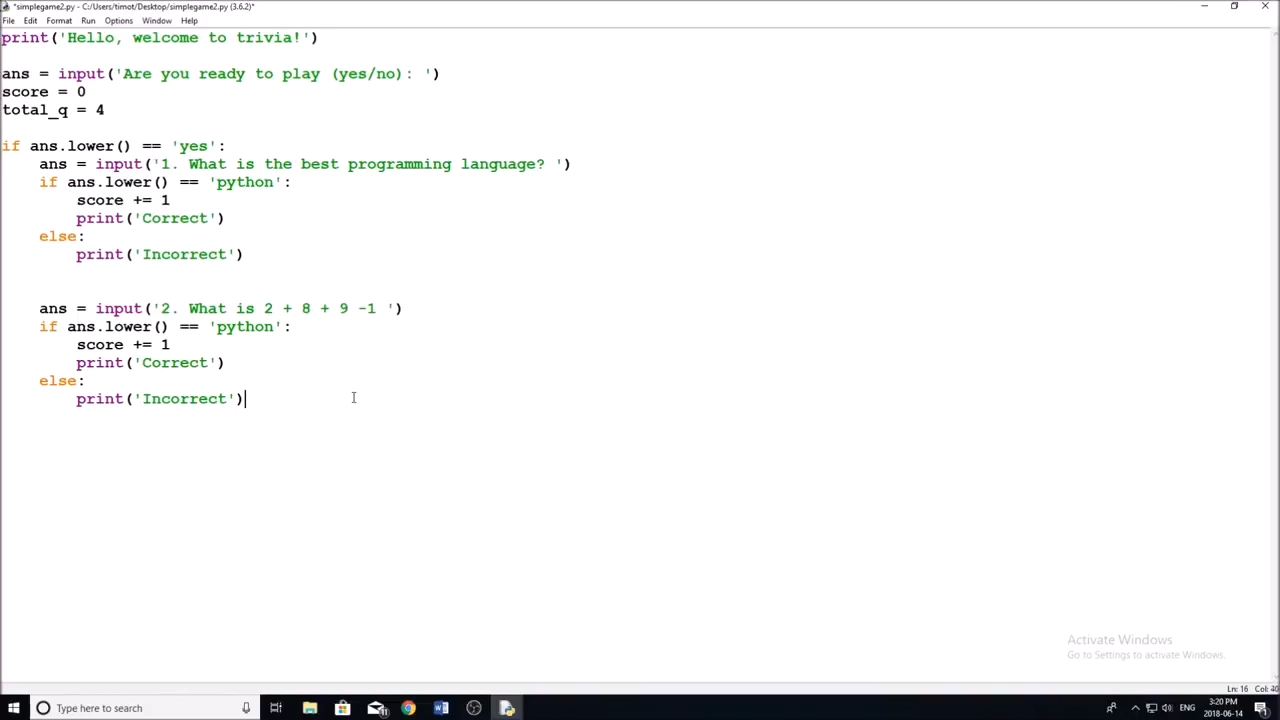 *simplegame2.py - C:/Users/timot/Desktop/simplegame2.py (3.6.2)*
File Edit Format Run Options Window Help
print('Hello, welcome to trivia!')
ans = input('Are you ready to play (yes/no): ')
score = 0
total_q = 4
if ans.lower() == 'yes':
    ans = input('1. What is the best programming language? ')
    if ans.lower() == 'python':
        score += 1
        print('Correct')
    else:
        print('Incorrect')
    ans = input('2. What is 2 + 8 + 9 -1 ')
    if ans.lower() == 'python':
        score += 1
        print('Correct')
    else:
        print('Incorrect')
Activate Windows
Go to Settings to activate Windows.
Ln: 16 Col: 40
Type here to search
ENG
3:20 PM
2018-06-14